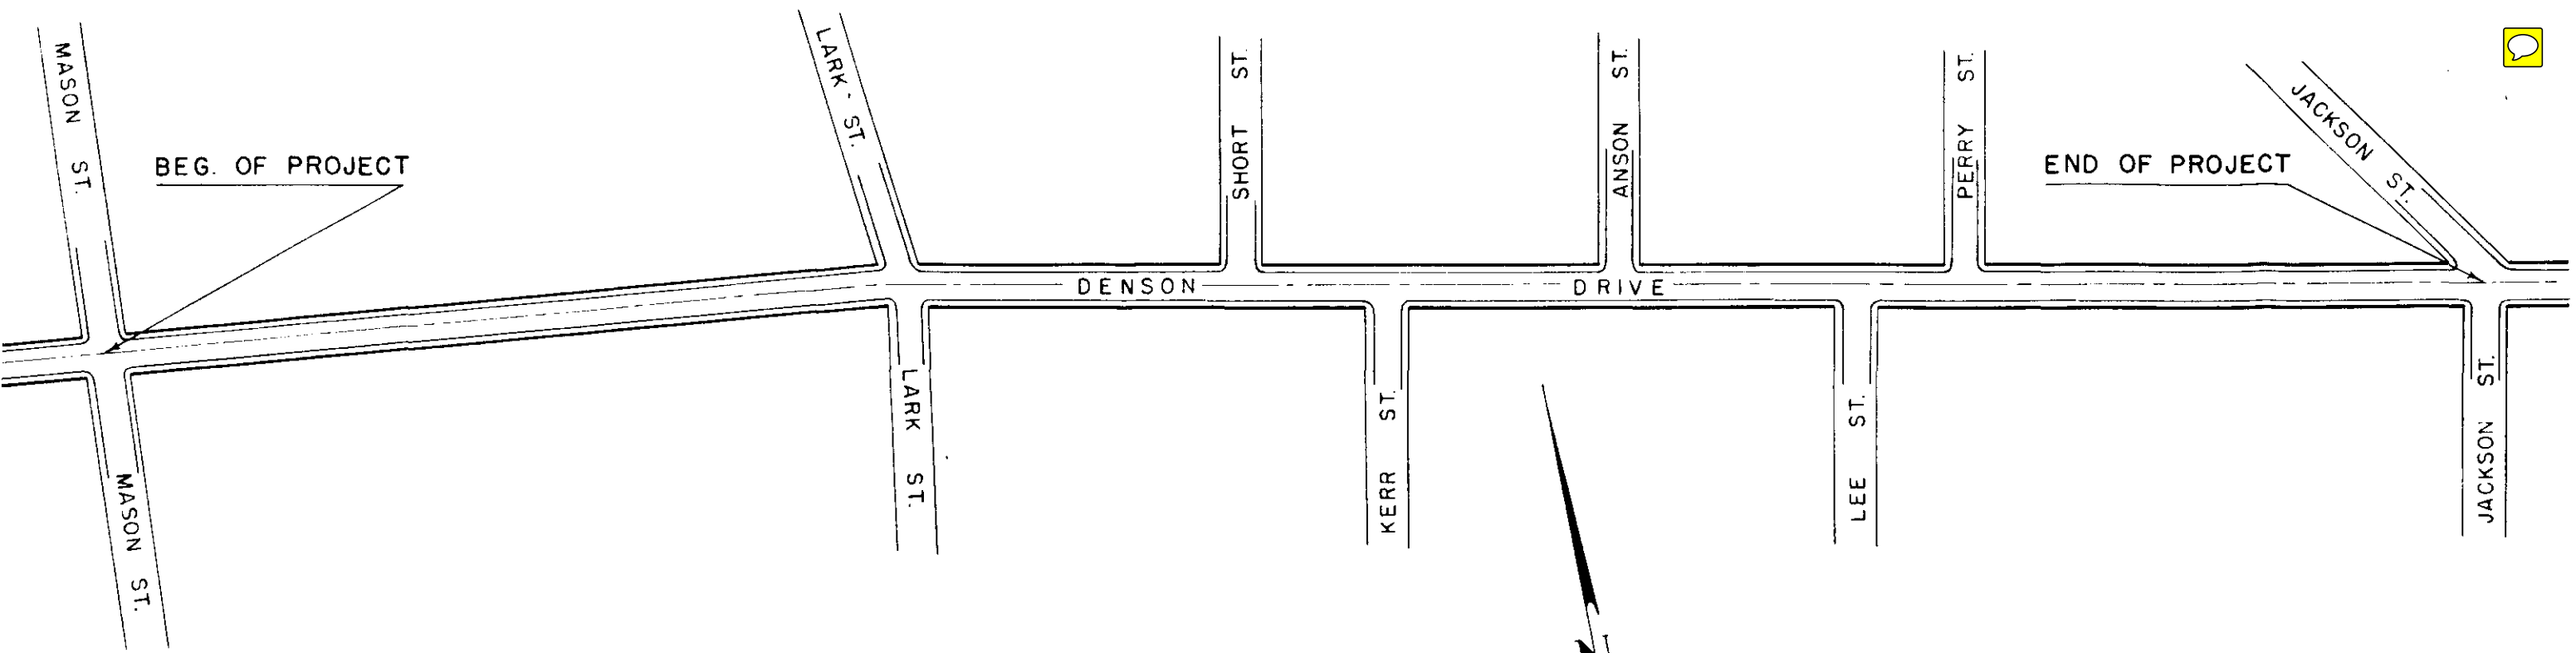 MASON ST.
LARK ST.
SHORT ST.
ANSON ST.
PERRY ST.
JACKSON ST.
BEG. OF PROJECT
END OF PROJECT
DENSON DRIVE
MASON ST.
LARK ST.
KERR ST.
LEE ST.
JACKSON ST.